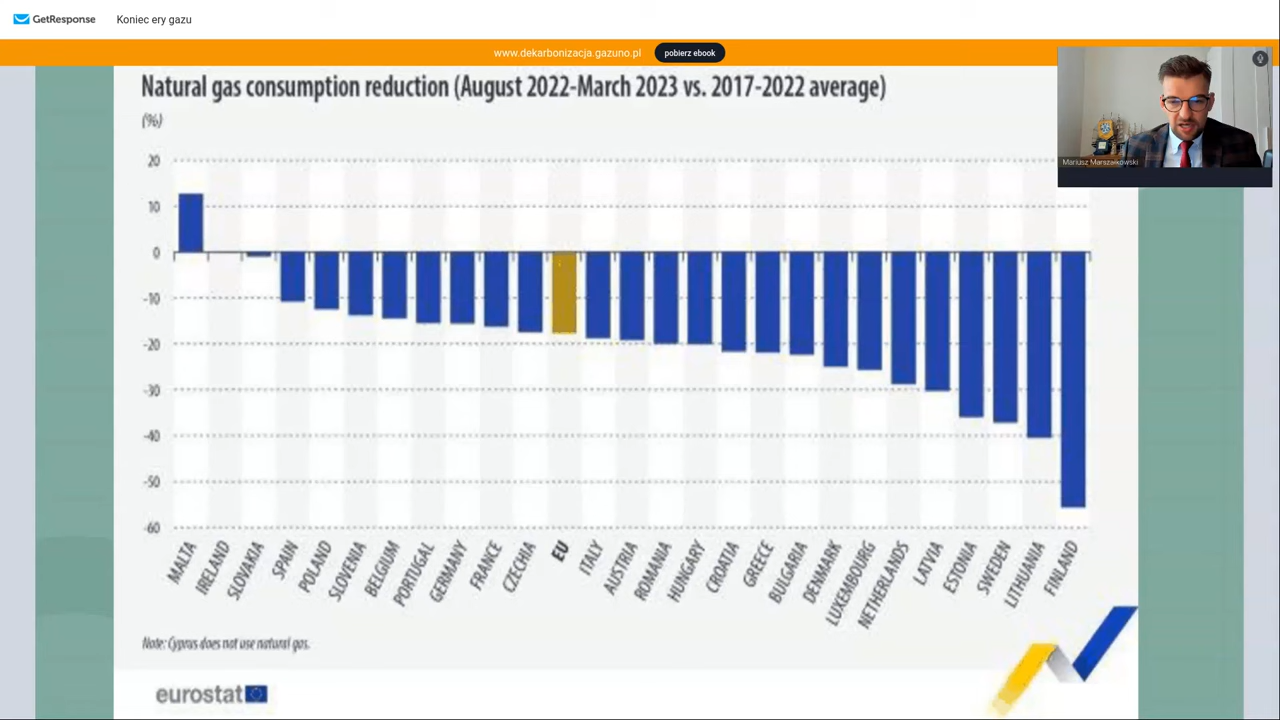 GetResponse
Koniec ery gazu
www.dekarbonizacja.gazuno.pl
pobierz ebook
Mariusz Marszałkowski
Natural gas consumption reduction (August 2022-March 2023 vs. 2017-2022 average)
(%)
20
10
0
-10
-20
-30
-40
-50
-60
MALTA
IRELAND
SLOVAKIA
SPAIN
POLAND
SLOVENIA
BELGIUM
PORTUGAL
GERMANY
FRANCE
CZECHIA
EU
ITALY
AUSTRIA
ROMANIA
HUNGARY
CROATIA
GREECE
BULGARIA
DENMARK
LUXEMBOURG
NETHERLANDS
LATVIA
ESTONIA
SWEDEN
LITHUANIA
FINLAND
Note: Cyprus does not use natural gas.
eurostat